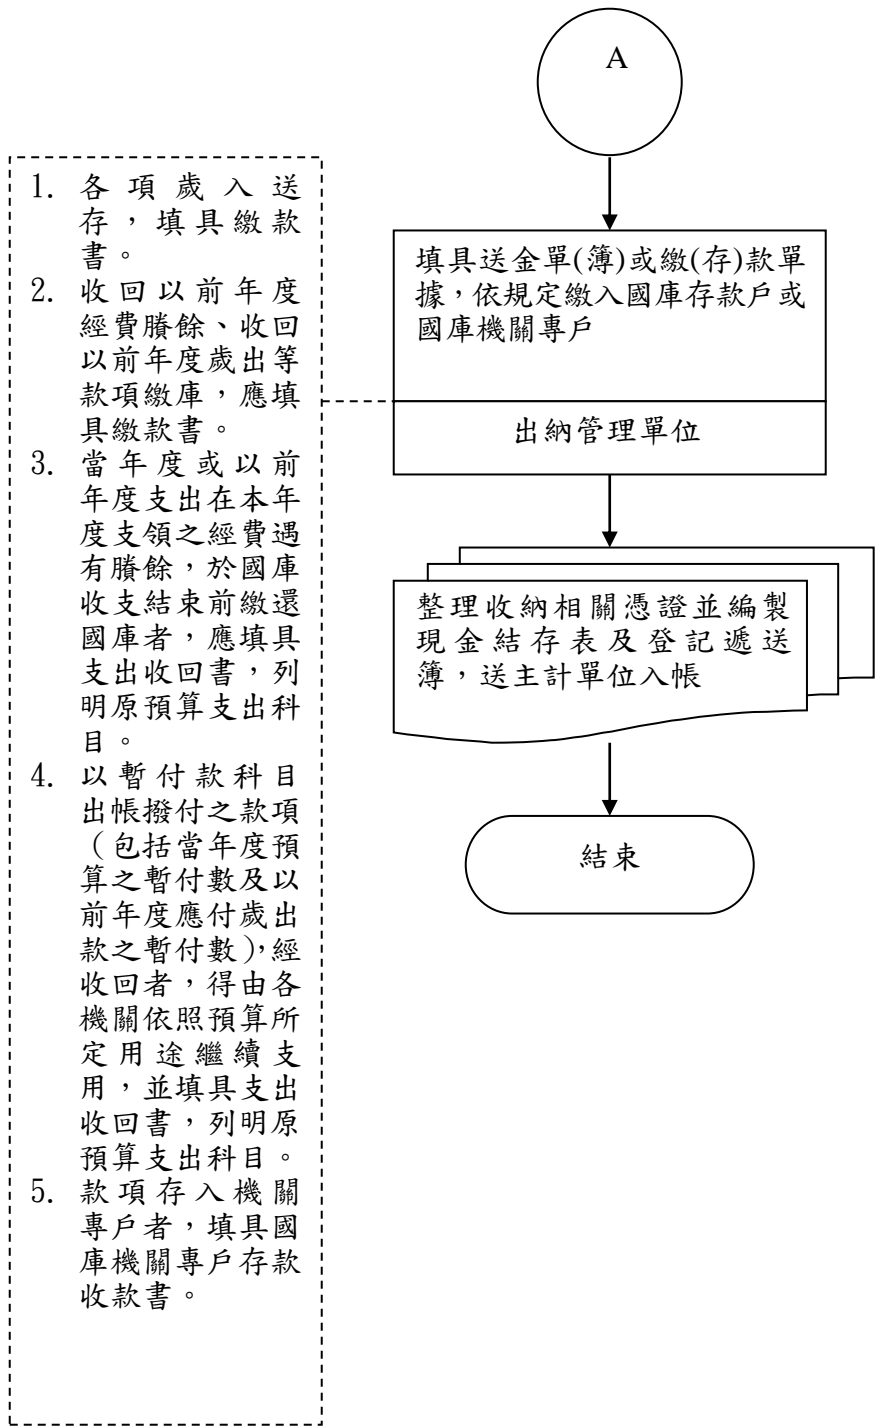 A
填具送金單(簿)或繳(存)款單
據，依規定繳入國庫存款戶或
國庫機關專戶
出納管理單位
整理收納相關憑證並編製
現金結存表及登記遞送
簿，送主計單位入帳
結束
1. 各項歲入送
存，填具繳款
書。
2. 收回以前年度
經費賸餘、收回
以前年度歲出等
款項繳庫，應填
具繳款書。
3. 當年度或以前
年度支出在本年
度支領之經費遇
有賸餘，於國庫
收支結束前繳還
國庫者，應填具
支出收回書，列
明原預算支出科
目。
4. 以暫付款科目
出帳撥付之款項
（包括當年度預
算之暫付數及以
前年度應付歲出
款之暫付數），經
收回者，得由各
機關依照預算所
定用途繼續支
用，並填具支出
收回書，列明原
預算支出科目。
5. 款項存入機關
專戶者，填具國
庫機關專戶存款
收款書。